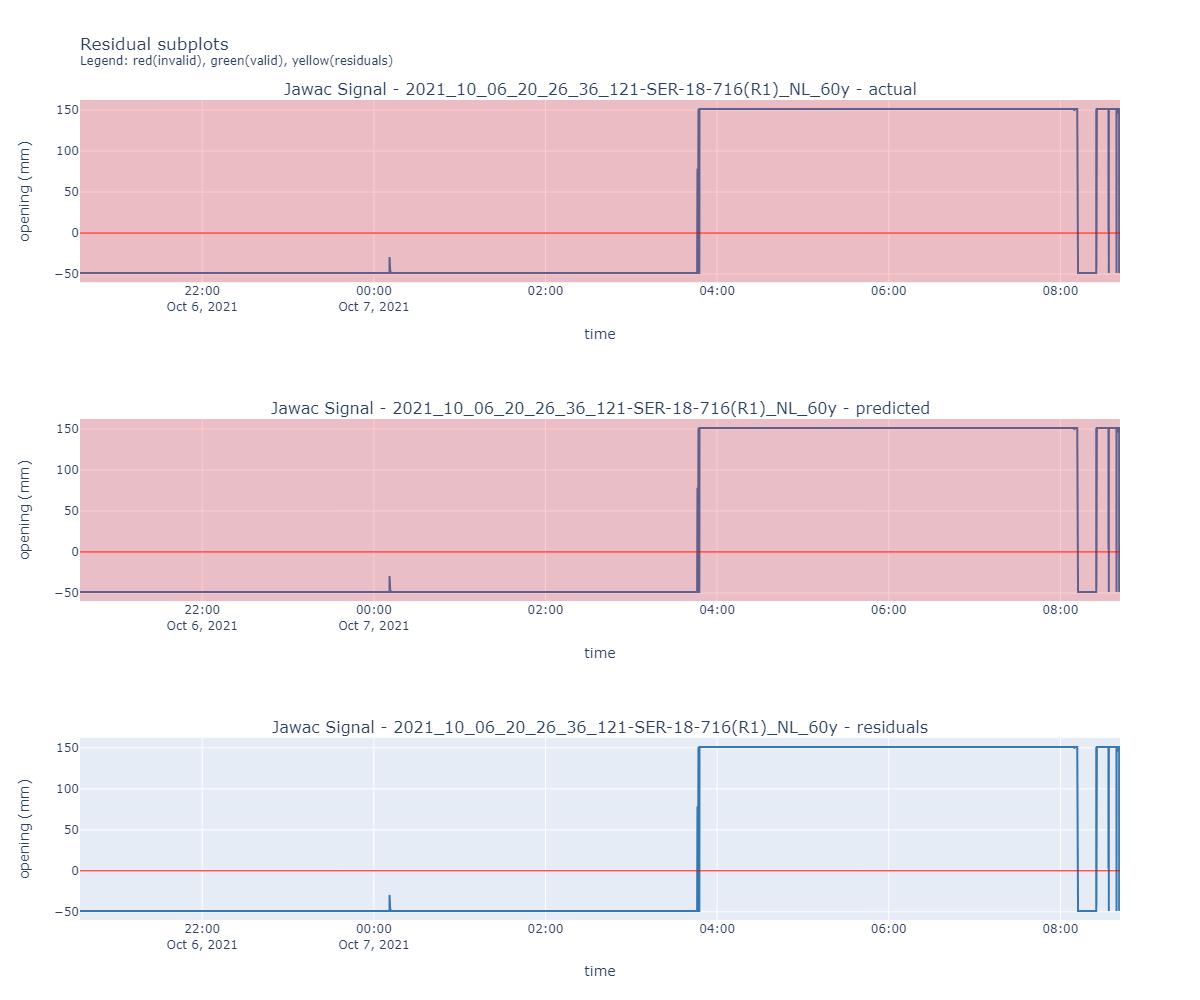 Residual subplots
Legend: red(invalid), green(valid), yellow(residuals)
Jawac Signal - 2021_10_06_20_26_36_121-SER-18-716(R1)_NL_60y - actual
150
100
50
0
−50
opening (mm)
22:00
Oct 6, 2021
00:00
Oct 7, 2021
02:00
04:00
06:00
08:00
time
Jawac Signal - 2021_10_06_20_26_36_121-SER-18-716(R1)_NL_60y - predicted
150
100
50
0
−50
opening (mm)
22:00
Oct 6, 2021
00:00
Oct 7, 2021
02:00
04:00
06:00
08:00
time
Jawac Signal - 2021_10_06_20_26_36_121-SER-18-716(R1)_NL_60y - residuals
150
100
50
0
−50
opening (mm)
22:00
Oct 6, 2021
00:00
Oct 7, 2021
02:00
04:00
06:00
08:00
time